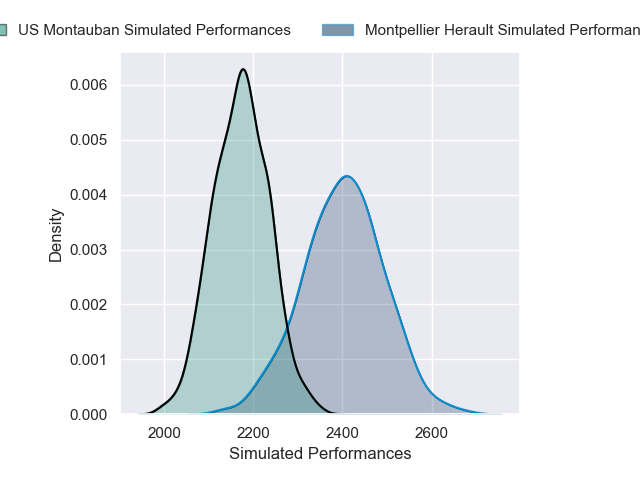 US Montauban Simulated Performances
Montpellier Herault Simulated Performan
0.006
0.005
0.004
0.003
0.002
0.001
0.000
Density
2000
2200
2400
2600
Simulated Performances